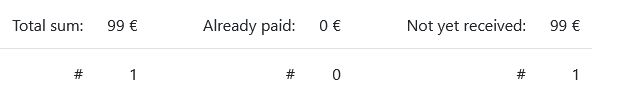 Total sum: 99 € Already paid: 0 € Not yet received: 99 €
# 1 # 0 # 1